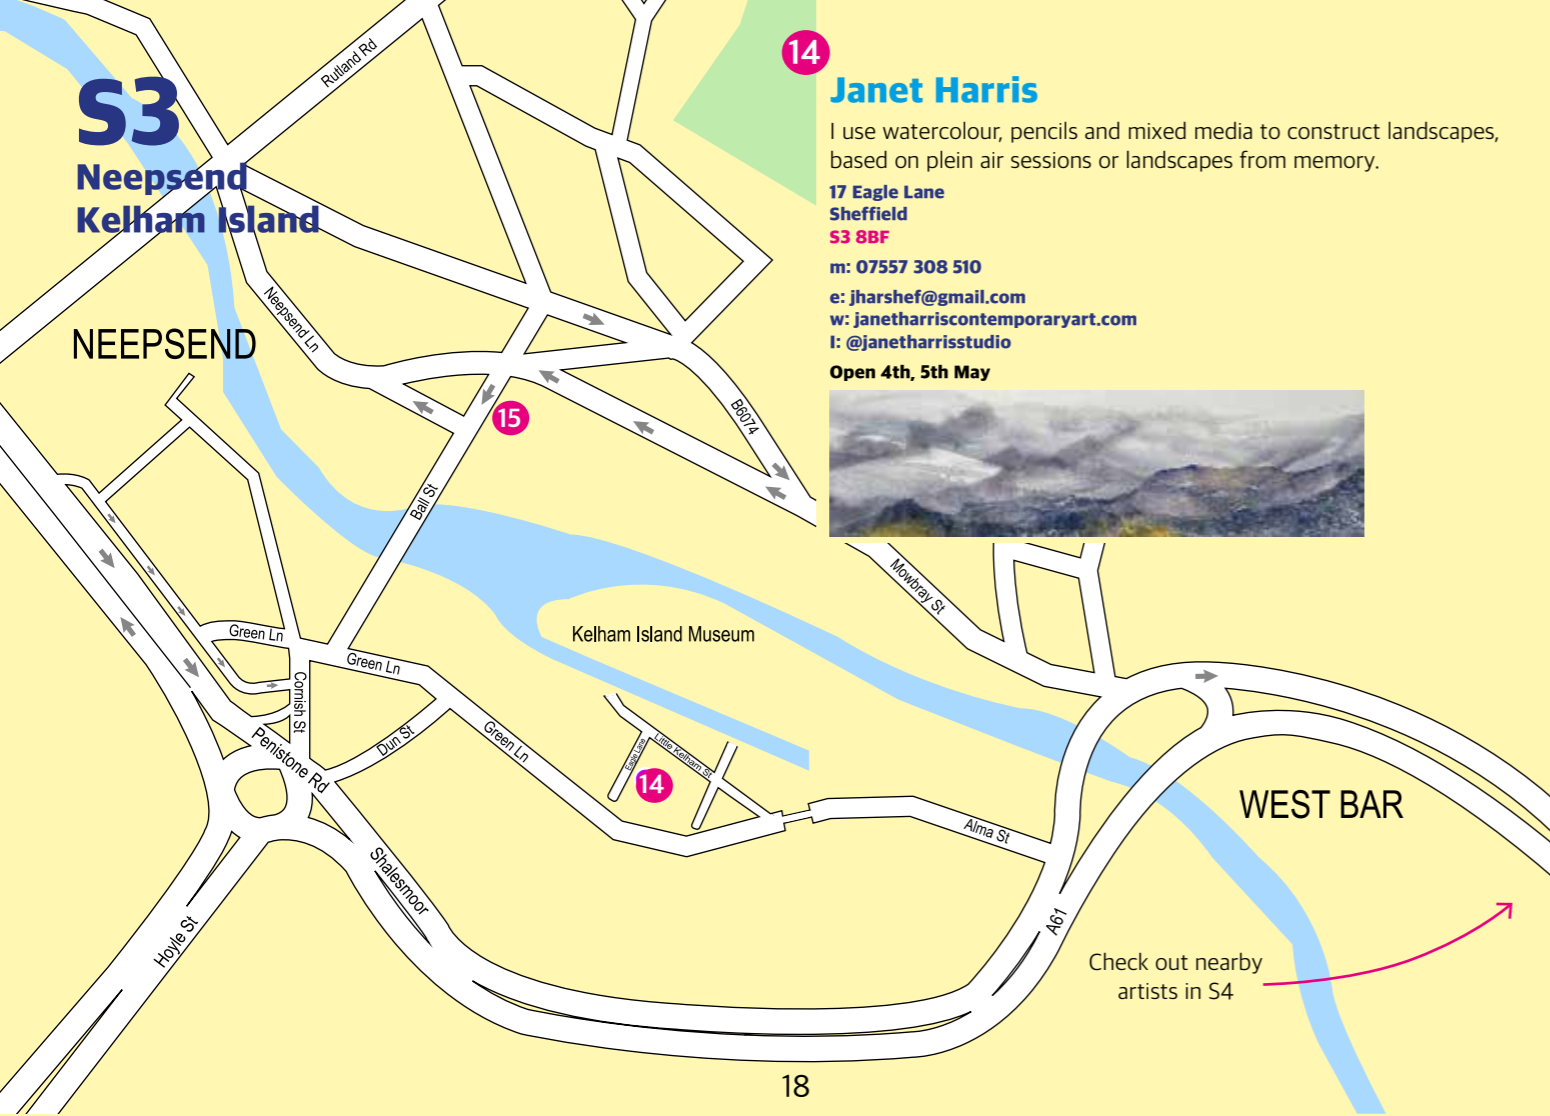 S3
Neepsend
Kelham Island
14
Janet Harris
I use watercolour, pencils and mixed media to construct landscapes,
based on plein air sessions or landscapes from memory.
17 Eagle Lane
Sheffield
S3 8BF
m: 07557 308 510
e: jharshef@gmail.com
w: janetharriscontemporaryart.com
I: @janetharrisstudio
Open 4th, 5th May
Rutland Rd
Neepsend Ln
NEEPSEND
15
B6074
Ball St
Mowbray St
Green Ln
Kelham Island Museum
Green Ln
Cornish St
Dun St
Green Ln
Penistone Rd
Eagle Lane
Little Kelham St
14
WEST BAR
Alma St
Shalesmoor
Hoyle St
A61
Check out nearby
artists in S4
18